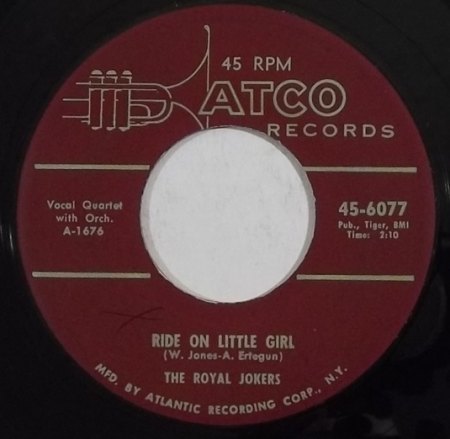 45 RPM
ATCO
RECORDS
Vocal Quartet
with Orch.
A-1676
45-6077
Pub., Tiger, BMI
Time: 2:10
RIDE ON LITTLE GIRL
(W. Jones-A. Ertegun)
THE ROYAL JOKERS
MFD. BY ATLANTIC RECORDING CORP., N.Y.